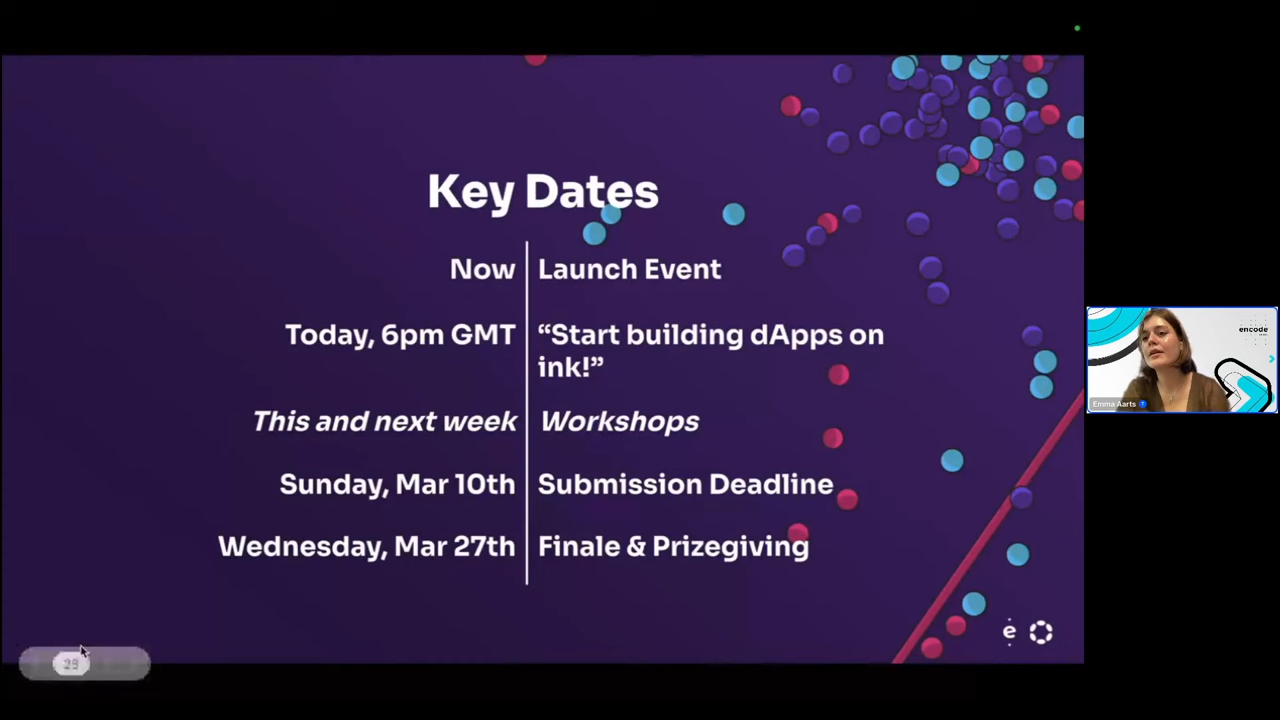 Key Dates
Now
Launch Event
Today, 6pm GMT
“Start building dApps on
ink!”
This and next week
Workshops
Sunday, Mar 10th
Submission Deadline
Wednesday, Mar 27th
Finale & Prizegiving
encode
Emma Aarts
e